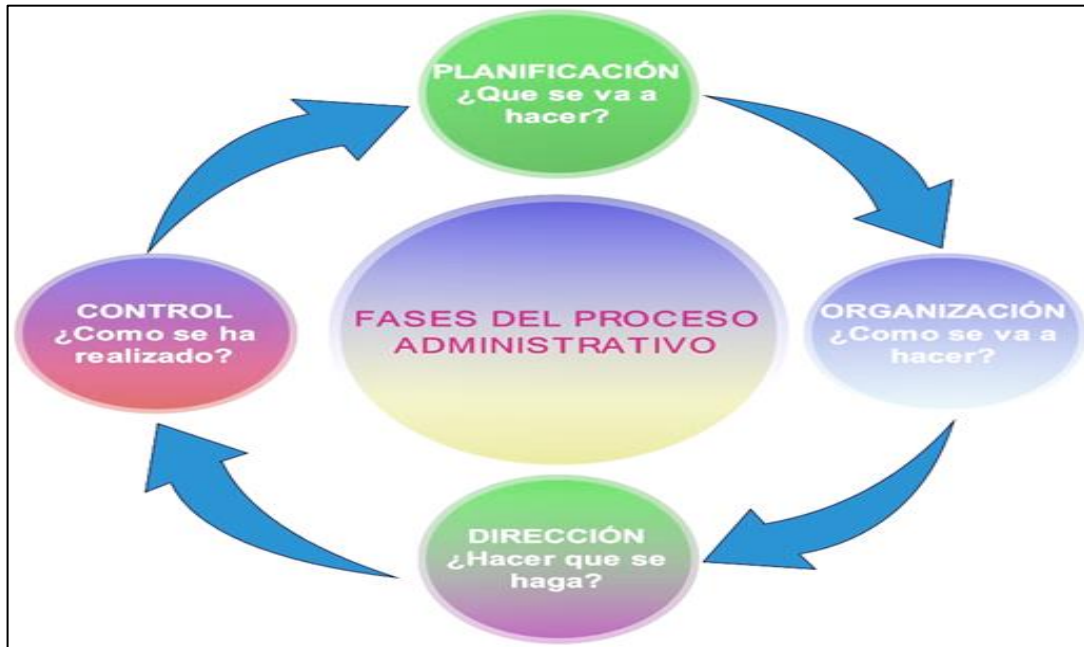 PLANIFICACIÓN
¿Que se va a
hacer?
FASES DEL PROCESO
ADMINISTRATIVO
ORGANIZACIÓN
¿Como se va a
hacer?
DIRECCIÓN
¿Hacer que se
haga?
CONTROL
¿Como se ha
realizado?